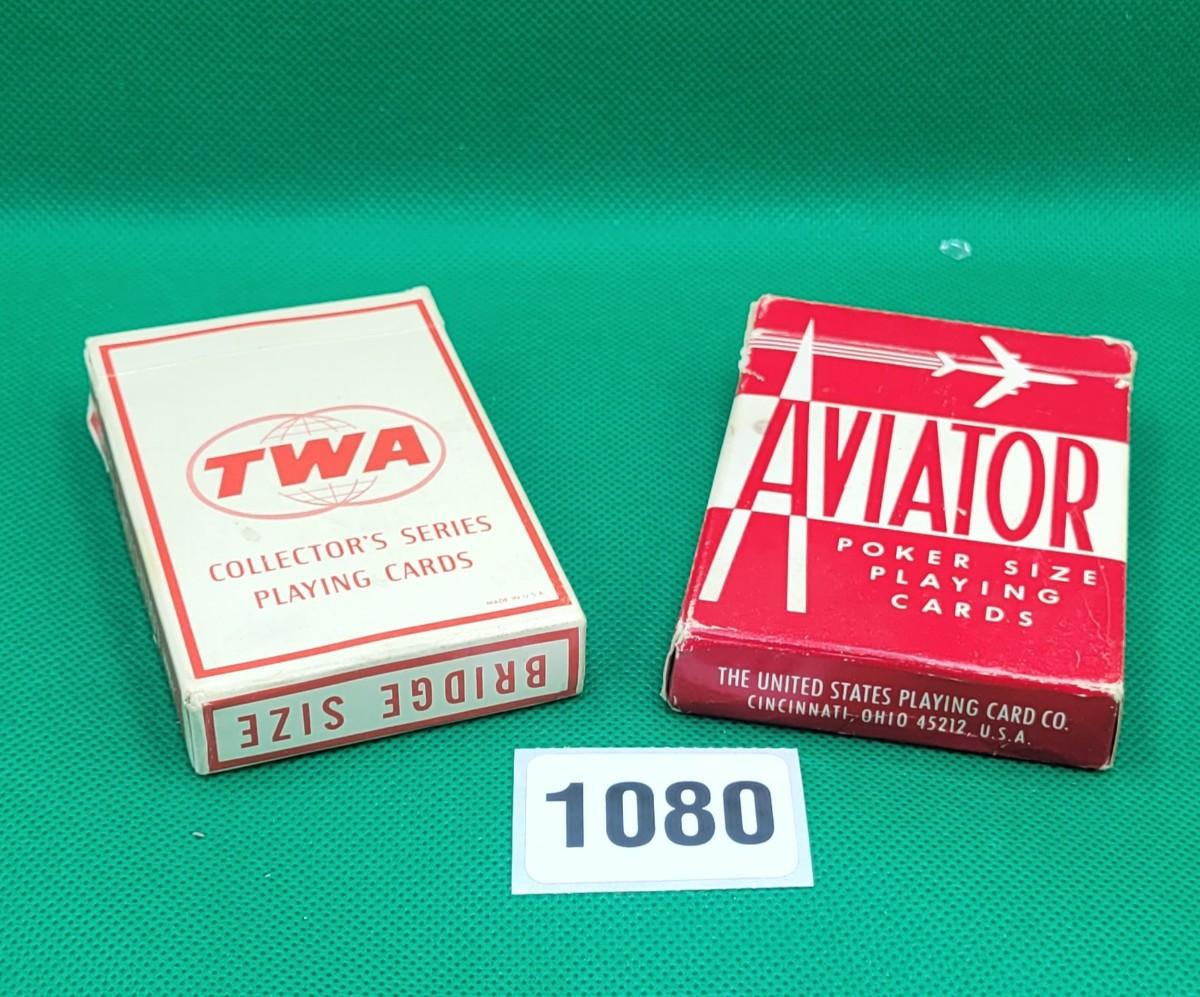 TWA
COLLECTOR'S SERIES
PLAYING CARDS
MADE IN U.S.A.
BRIDGE SIZE
AVIATOR
POKER SIZE
PLAYING
CARDS
THE UNITED STATES PLAYING CARD CO.
CINCINNATI, OHIO 45212, U.S.A.
1080